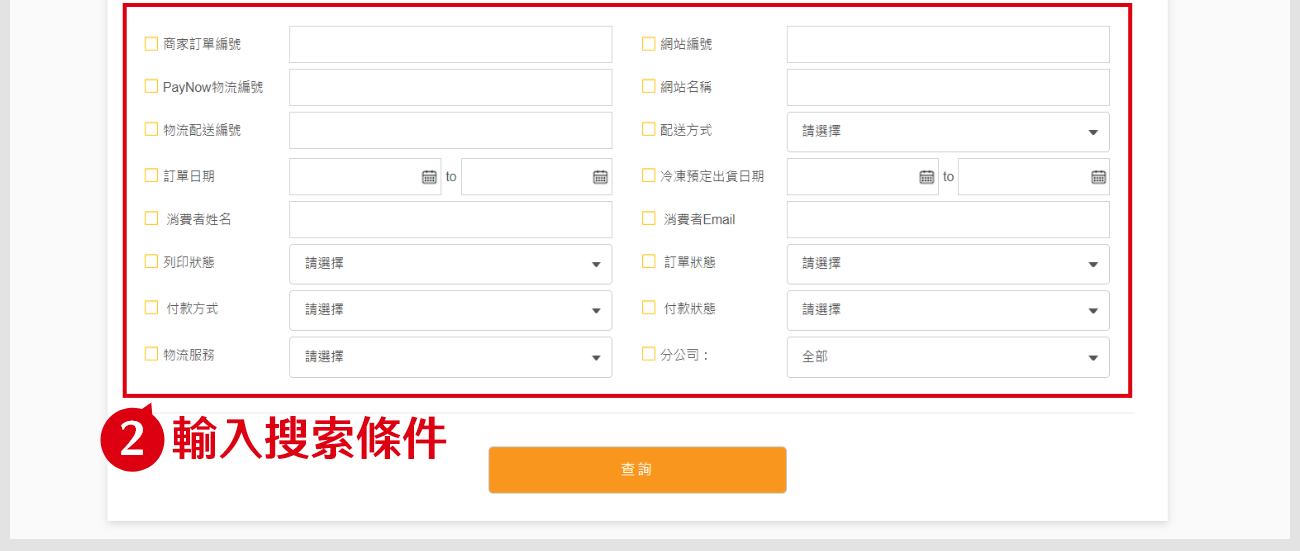 商家訂單編號 網站編號
PayNow物流編號 網站名稱
物流配送編號 配送方式 請選擇
訂單日期 to 冷凍預定出貨日期 to
消費者姓名 消費者Email
列印狀態 請選擇 訂單狀態 請選擇
付款方式 請選擇 付款狀態 請選擇
物流服務 請選擇 分公司： 全部
2 輸入搜索條件
查詢